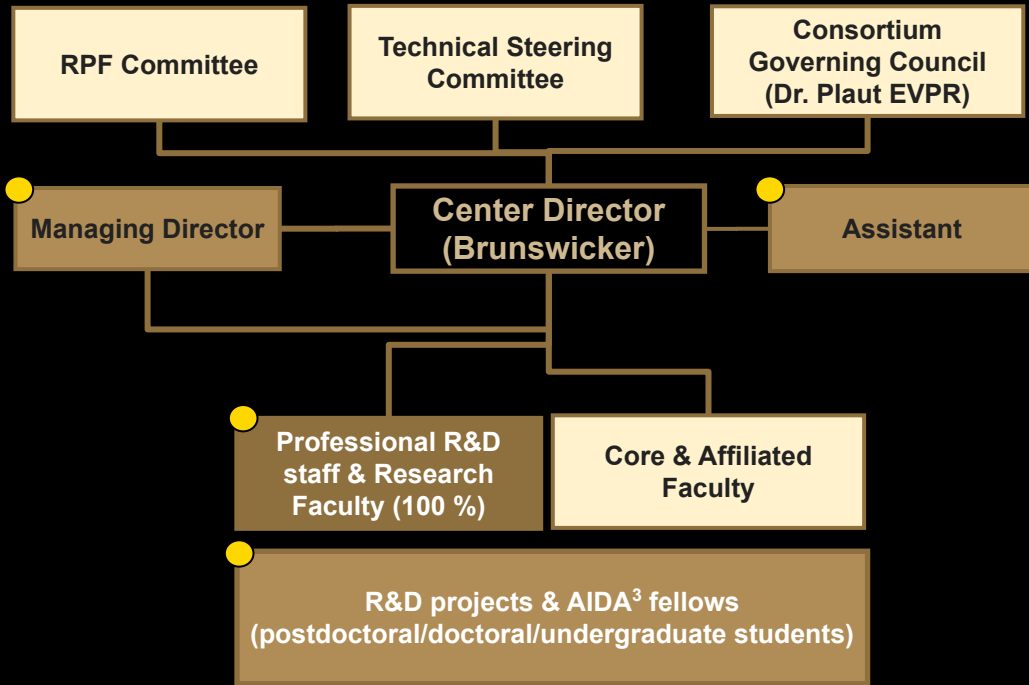 RPF Committee
Technical Steering
Committee
Consortium
Governing Council
(Dr. Plaut EVPR)
Managing Director
Center Director
(Brunswicker)
Assistant
Professional R&D
staff & Research
Faculty (100 %)
Core & Affiliated
Faculty
R&D projects & AIDA³ fellows
(postdoctoral/doctoral/undergraduate students)